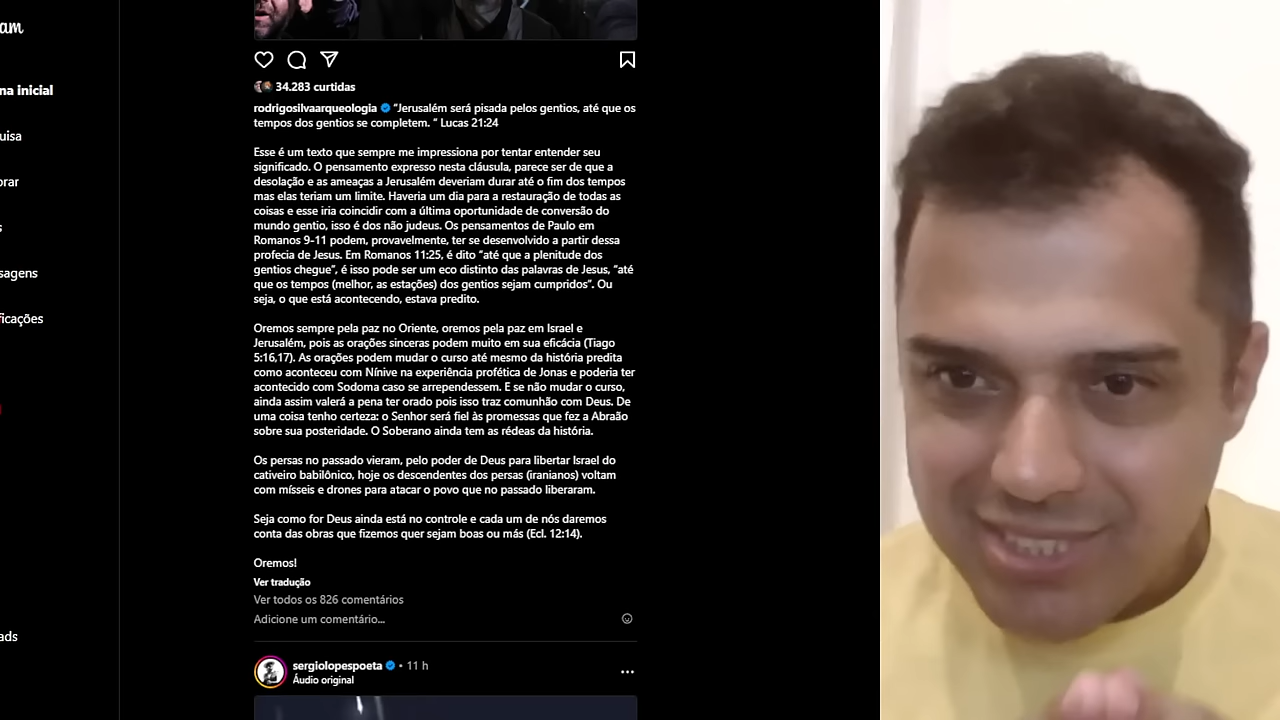 am
na inicial
uisa
orar
s
sagens
ficações
ads
34.283 curtidas
rodrigosilvaarqueologia "Jerusalém será pisada pelos gentios, até que os
tempos dos gentios se completem. " Lucas 21:24
Esse é um texto que sempre me impressiona por tentar entender seu
significado. O pensamento expresso nesta cláusula, parece ser de que a
desolação e as ameaças a Jerusalém deveriam durar até o fim dos tempos
mas elas teriam um limite. Haveria um dia para a restauração de todas as
coisas e esse iria coincidir com a última oportunidade de conversão do
mundo gentio, isso é dos não judeus. Os pensamentos de Paulo em
Romanos 9-11 podem, provavelmente, ter se desenvolvido a partir dessa
profecia de Jesus. Em Romanos 11:25, é dito "até que a plenitude dos
gentios chegue", é isso pode ser um eco distinto das palavras de Jesus, "até
que os tempos (melhor, as estações) dos gentios sejam cumpridos". Ou
seja, o que está acontecendo, estava predito.
Oremos sempre pela paz no Oriente, oremos pela paz em Israel e
Jerusalém, pois as orações sinceras podem muito em sua eficácia (Tiago
5:16,17). As orações podem mudar o curso até mesmo da história predita
como aconteceu com Nínive na experiência profética de Jonas e poderia ter
acontecido com Sodoma caso se arrependessem. E se não mudar o curso,
ainda assim valerá a pena ter orado pois isso traz comunhão com Deus. De
uma coisa tenho certeza: o Senhor será fiel às promessas que fez a Abraão
sobre sua posteridade. O Soberano ainda tem as rédeas da história.
Os persas no passado vieram, pelo poder de Deus para libertar Israel do
cativeiro babilônico, hoje os descendentes dos persas (iranianos) voltam
com mísseis e drones para atacar o povo que no passado liberaram.
Seja como for Deus ainda está no controle e cada um de nós daremos
conta das obras que fizemos quer sejam boas ou más (Ecl. 12:14).
Oremos!
Ver tradução
Ver todos os 826 comentários
Adicione um comentário...
sergiolopespoeta • 11 h
Áudio original